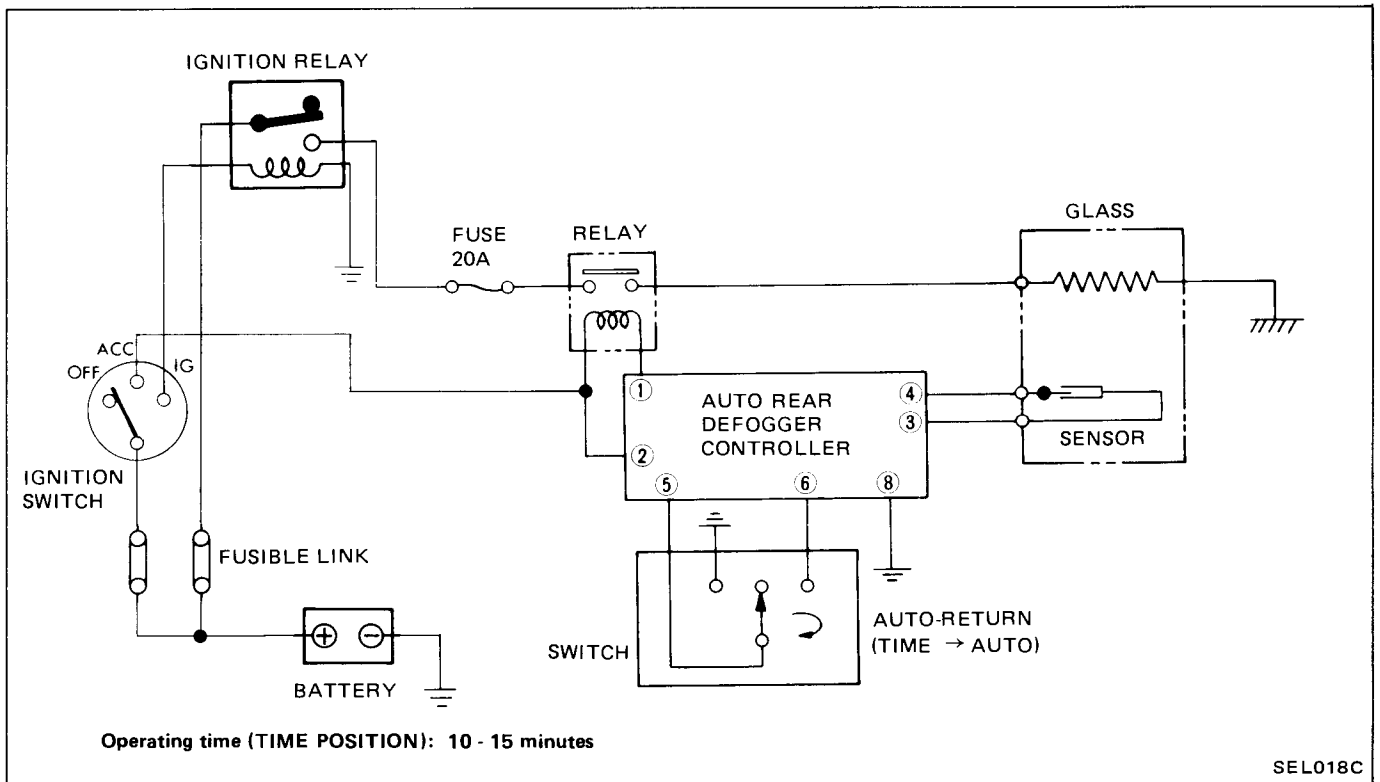 IGNITION RELAY
GLASS
FUSE
20A
RELAY
ACC
OFF
IG
IGNITION
SWITCH
1
2
AUTO REAR
DEFOGGER
CONTROLLER
4
3
5
6
8
SENSOR
FUSIBLE LINK
+
-
BATTERY
SWITCH
AUTO-RETURN
(TIME → AUTO)
Operating time (TIME POSITION): 10 - 15 minutes
SEL018C